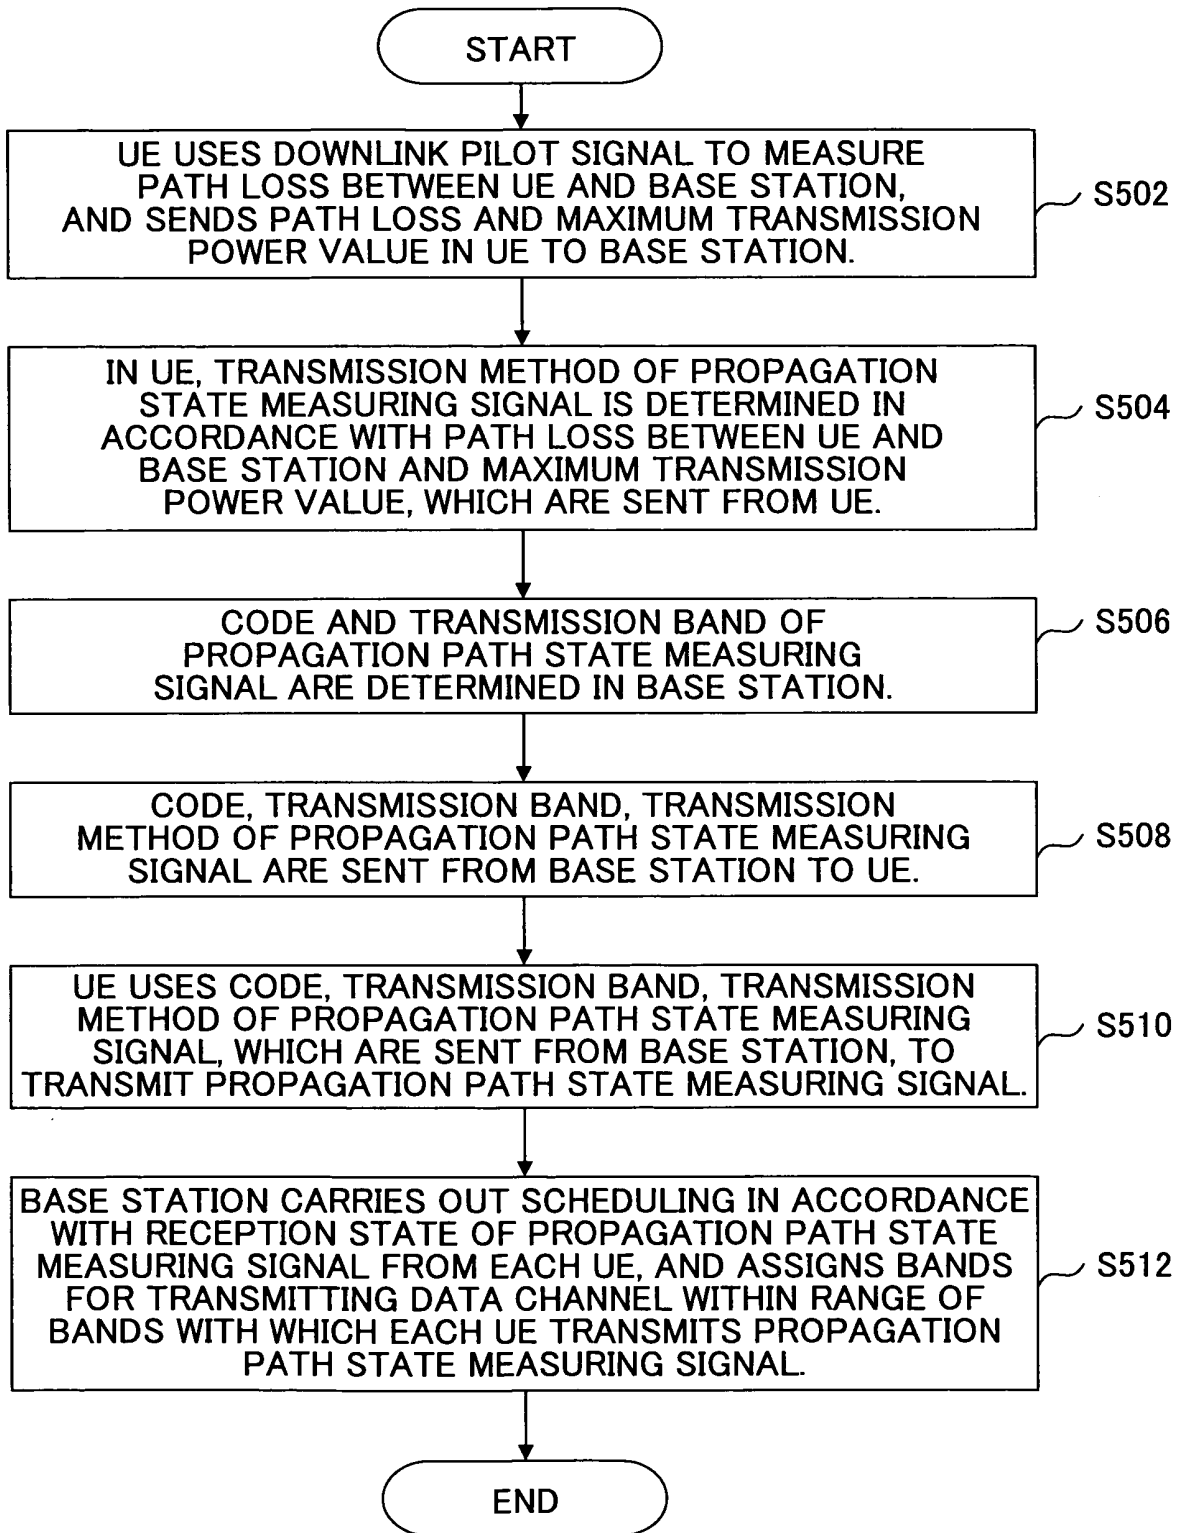 START
UE USES DOWNLINK PILOT SIGNAL TO MEASURE
PATH LOSS BETWEEN UE AND BASE STATION,
AND SENDS PATH LOSS AND MAXIMUM TRANSMISSION
POWER VALUE IN UE TO BASE STATION.
S502
IN UE, TRANSMISSION METHOD OF PROPAGATION
STATE MEASURING SIGNAL IS DETERMINED IN
ACCORDANCE WITH PATH LOSS BETWEEN UE AND
BASE STATION AND MAXIMUM TRANSMISSION
POWER VALUE, WHICH ARE SENT FROM UE.
S504
CODE AND TRANSMISSION BAND OF
PROPAGATION PATH STATE MEASURING
SIGNAL ARE DETERMINED IN BASE STATION.
S506
CODE, TRANSMISSION BAND, TRANSMISSION
METHOD OF PROPAGATION PATH STATE MEASURING
SIGNAL ARE SENT FROM BASE STATION TO UE.
S508
UE USES CODE, TRANSMISSION BAND, TRANSMISSION
METHOD OF PROPAGATION PATH STATE MEASURING
SIGNAL, WHICH ARE SENT FROM BASE STATION, TO
TRANSMIT PROPAGATION PATH STATE MEASURING SIGNAL.
S510
BASE STATION CARRIES OUT SCHEDULING IN ACCORDANCE
WITH RECEPTION STATE OF PROPAGATION PATH STATE
MEASURING SIGNAL FROM EACH UE, AND ASSIGNS BANDS
FOR TRANSMITTING DATA CHANNEL WITHIN RANGE OF
BANDS WITH WHICH EACH UE TRANSMITS PROPAGATION
PATH STATE MEASURING SIGNAL.
S512
END